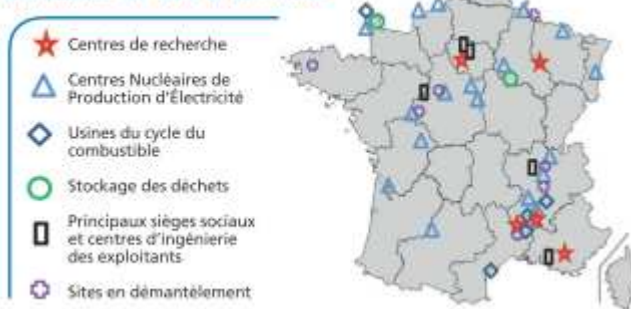 Centres de recherche
Centres Nucléaires de
Production d'Électricité
Usines du cycle du
combustible
Stockage des déchets
Principaux sièges sociaux
et centres d'ingénierie
des exploitants
Sites en démantèlement